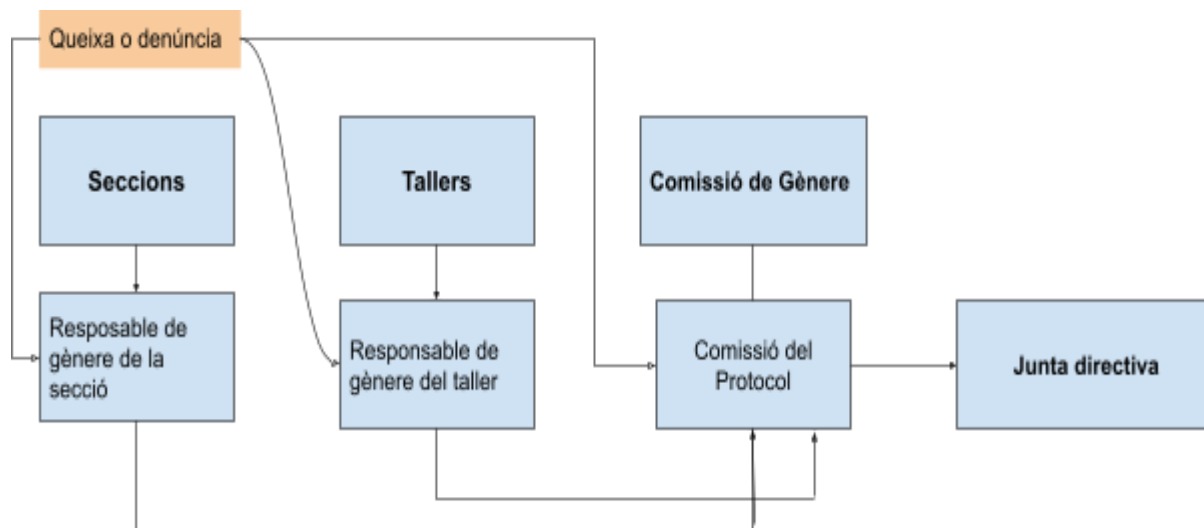 Queixa o denúncia
Seccions
Tallers
Comissió de Gènere
Resposable de
gènere de la
secció
Responsable de
gènere del taller
Comissió del
Protocol
Junta directiva